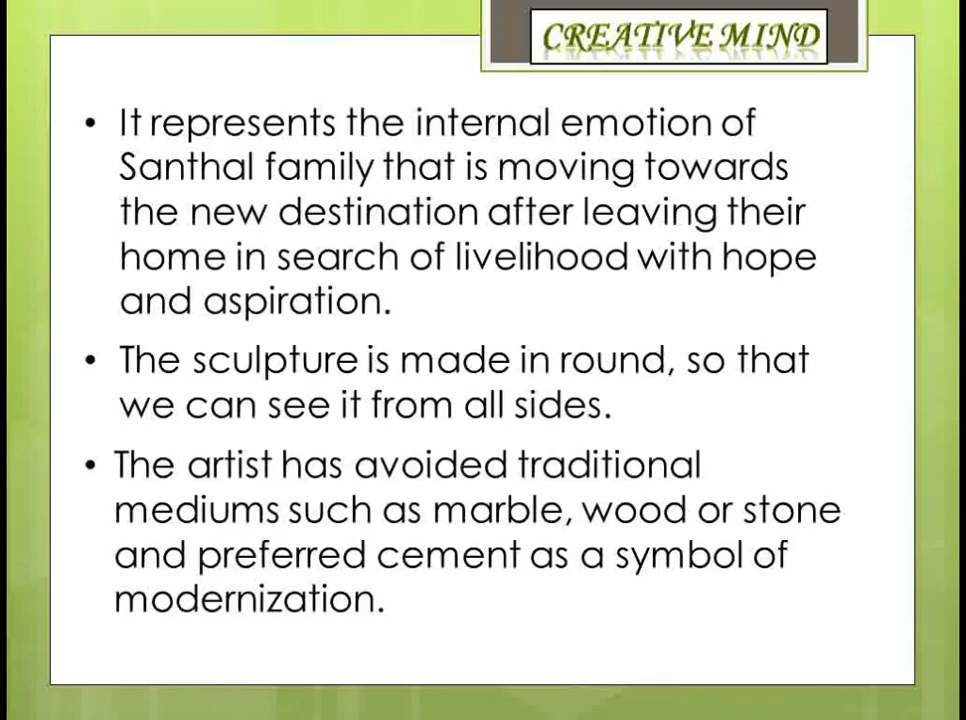 CREATIVE MIND
• It represents the internal emotion of
Santhal family that is moving towards
the new destination after leaving their
home in search of livelihood with hope
and aspiration.
• The sculpture is made in round, so that
we can see it from all sides.
• The artist has avoided traditional
mediums such as marble, wood or stone
and preferred cement as a symbol of
modernization.